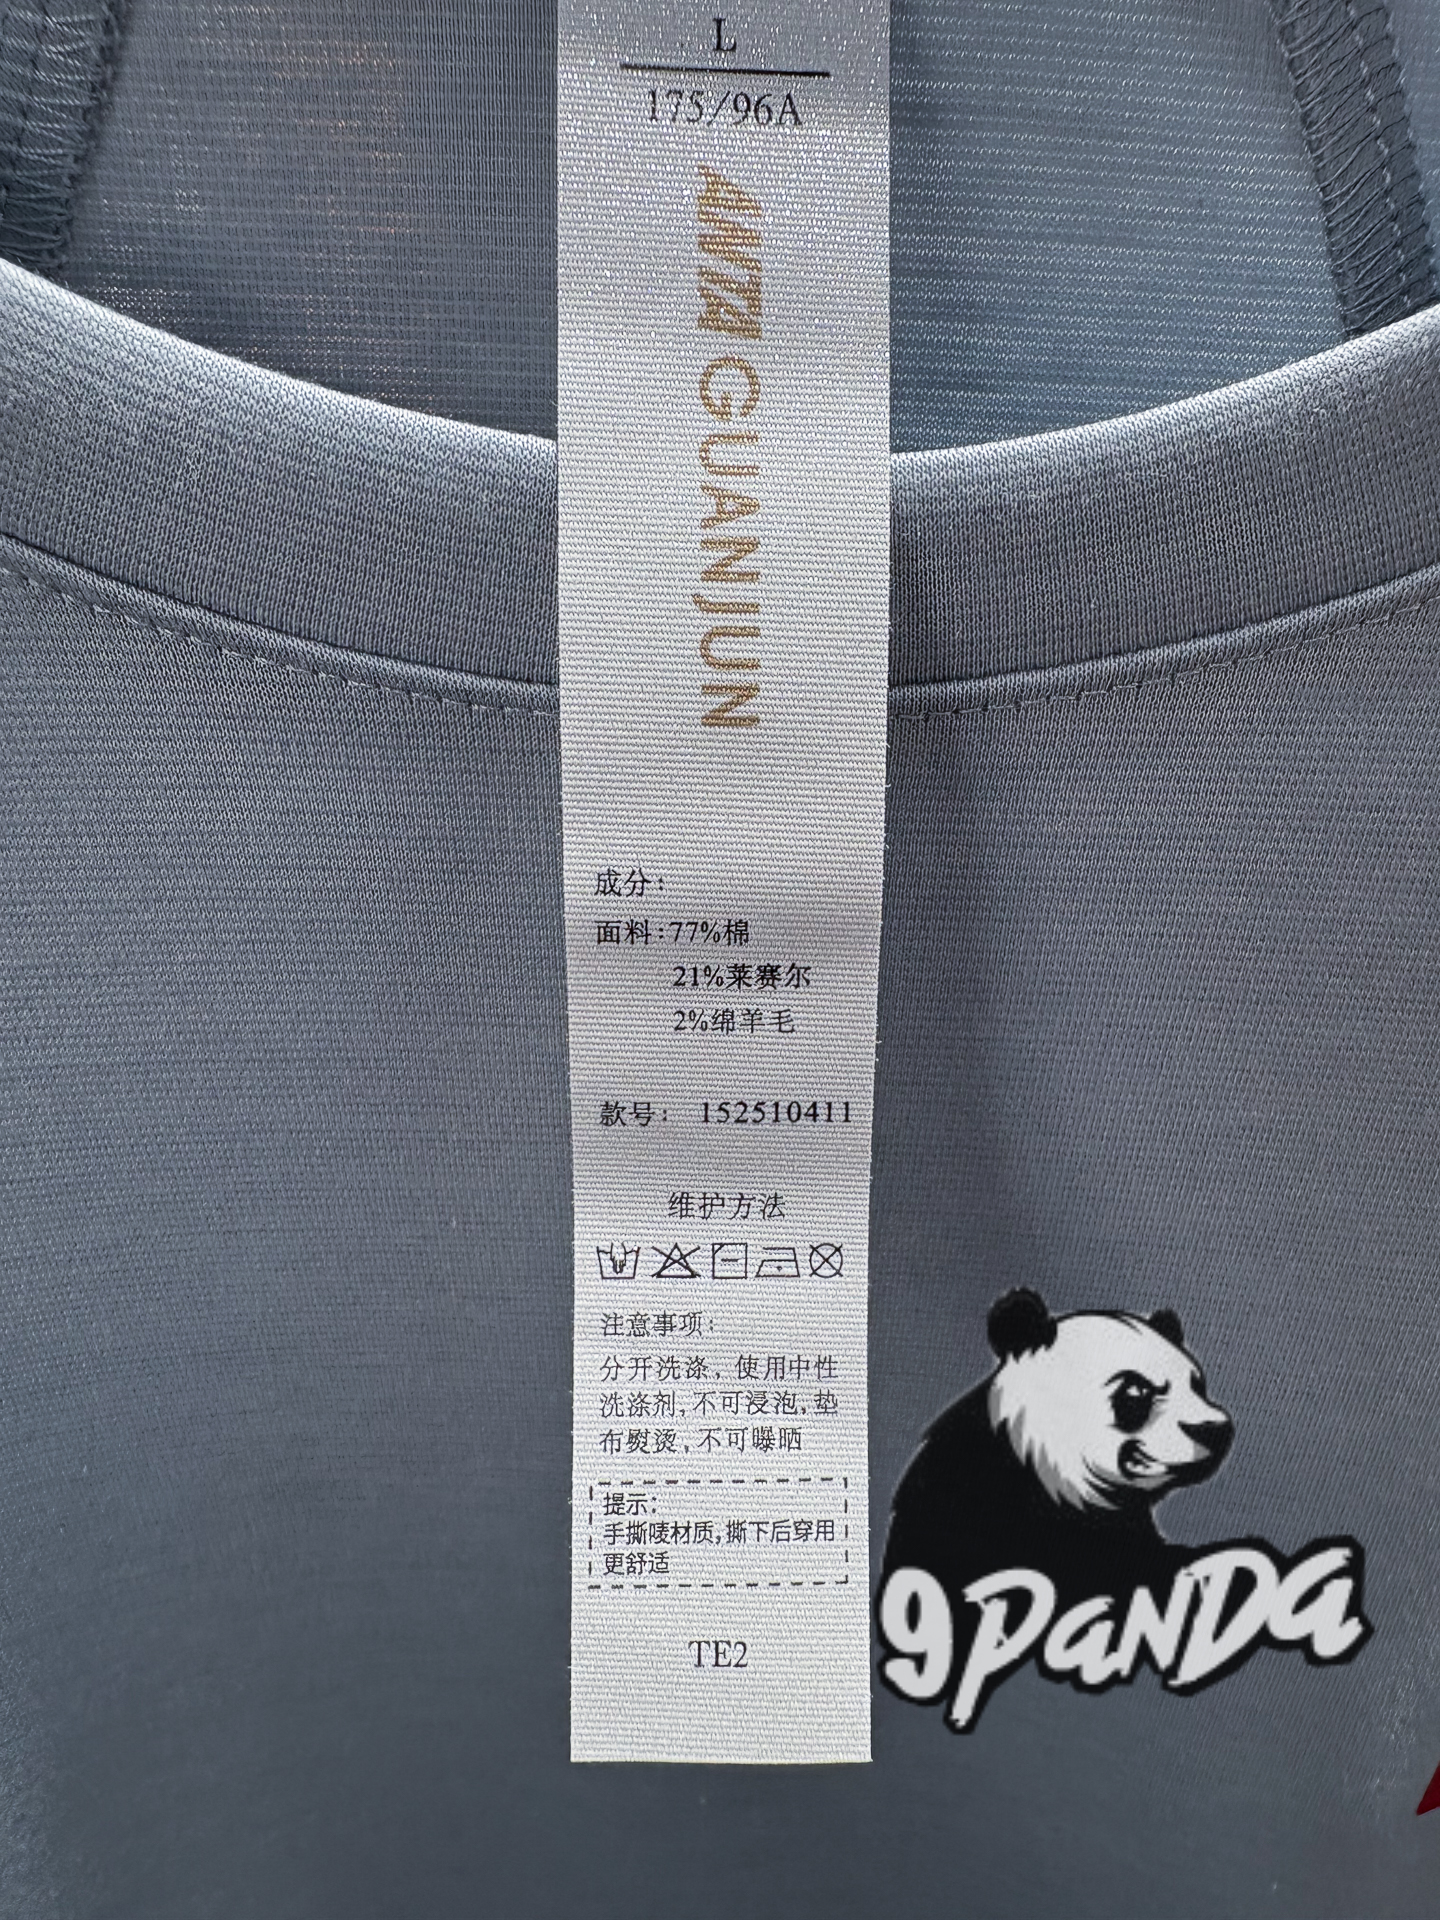 L
175/96A
ANTA GUANJUN
成分:
面料:77%棉
21%莱赛尔
2%绵羊毛
款号: 152510411
维护方法
注意事项:
分开洗涤, 使用中性
洗涤剂,不可浸泡,垫
布熨烫,不可曝晒
提示:
手撕唛材质,撕下后穿用
更舒适
TE2
9PaNDa